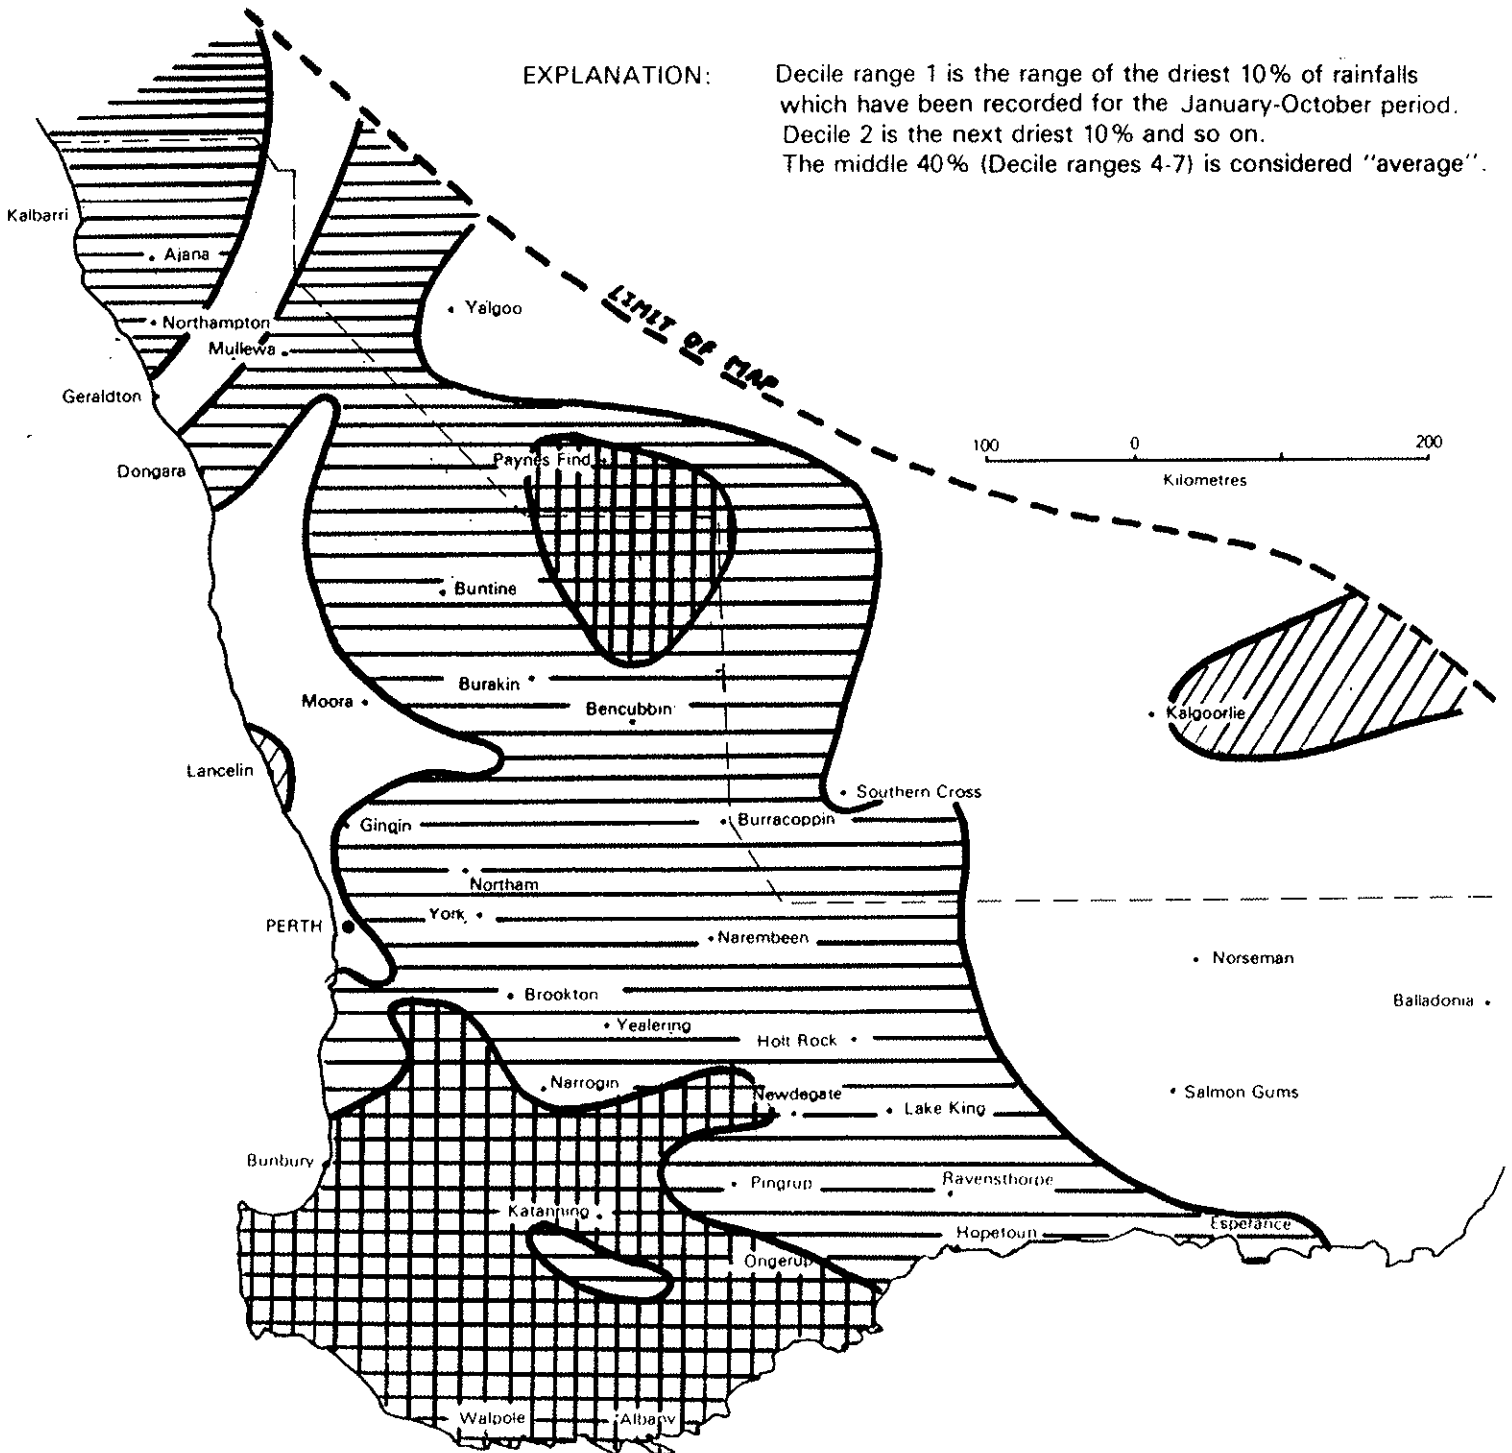 EXPLANATION:
Decile range 1 is the range of the driest 10% of rainfalls
which have been recorded for the January-October period.
Decile 2 is the next driest 10% and so on.
The middle 40% (Decile ranges 4-7) is considered "average".
Kalbarri
Ajana
Yalgoo
LIMIT OF MAP
Northampton
Mullewa
Geraldton
100 0 200
Kilometres
Dongara
Paynes Find
Buntine
Burakin
Moora
Bencubbin
Kalgoorlie
Lancelin
Southern Cross
Gingin
Burracoppin
Northam
York
PERTH
Narembeen
Norseman
Brookton
Balladonia
Yealering
Holt Rock
Narrogin
Newdegate
Lake King
Salmon Gums
Bunbury
Pingrup
Ravensthorpe
Katanning
Esperance
Hopetoun
Ongerup
Walpole
Albany